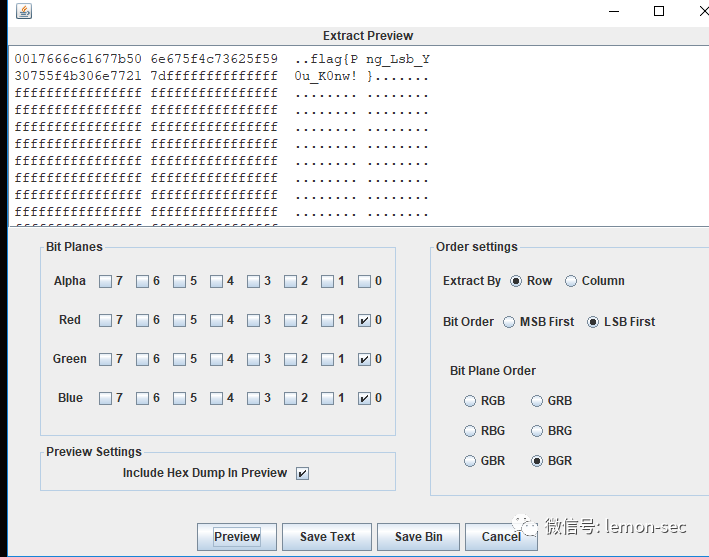 Extract Preview
0017666c61677b50 6e675f4c73625f59 ..flag{P ng_Lsb_Y
30755f4b306e7721 7dffffffffffffff 0u_K0nw! }.......
ffffffffffffffff ffffffffffffffff ........ ........
ffffffffffffffff ffffffffffffffff ........ ........
ffffffffffffffff ffffffffffffffff ........ ........
ffffffffffffffff ffffffffffffffff ........ ........
ffffffffffffffff ffffffffffffffff ........ ........
ffffffffffffffff ffffffffffffffff ........ ........
ffffffffffffffff ffffffffffffffff ........ ........
ffffffffffffffff ffffffffffffffff ........ ........
Bit Planes
Alpha 7 6 5 4 3 2 1 0
Red 7 6 5 4 3 2 1 0
Green 7 6 5 4 3 2 1 0
Blue 7 6 5 4 3 2 1 0
Preview Settings
Include Hex Dump In Preview
Order settings
Extract By Row Column
Bit Order MSB First LSB First
Bit Plane Order
RGB GRB
RBG BRG
GBR BGR
微信号: lemon-sec
Preview Save Text Save Bin Cancel